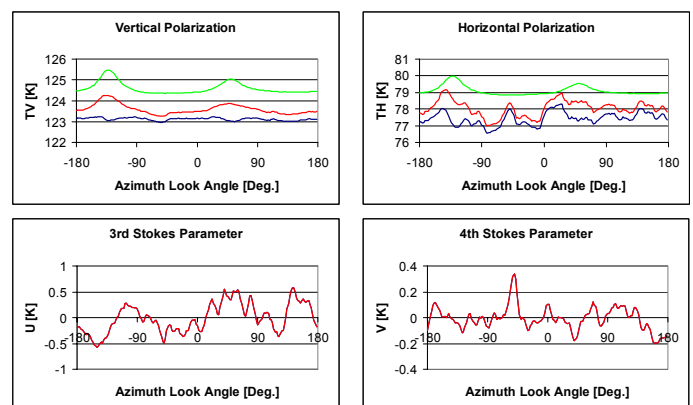 Vertical Polarization
TV [K]
126
125
124
123
122
-180 -90 0 90 180
Azimuth Look Angle [Deg.]
Horizontal Polarization
TH [K]
81
80
79
78
77
76
-180 -90 0 90 180
Azimuth Look Angle [Deg.]
3rd Stokes Parameter
U [K]
1
0.5
0
-0.5
-1
-180 -90 0 90 180
Azimuth Look Angle [Deg.]
4th Stokes Parameter
V [K]
0.4
0.2
0
-0.2
-0.4
-180 -90 0 90 180
Azimuth Look Angle [Deg.]